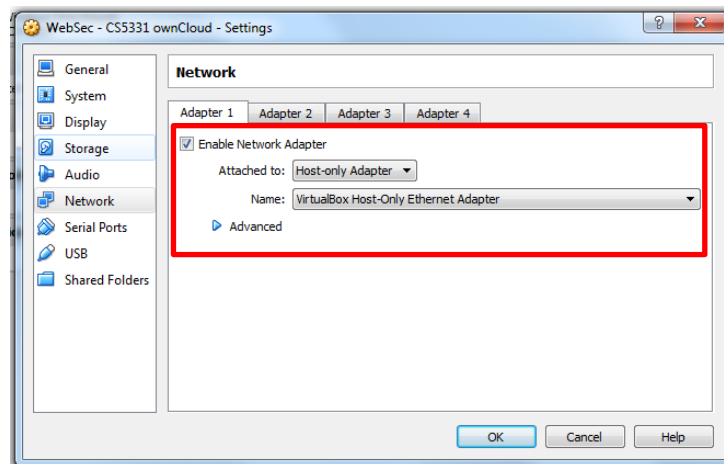 WebSec - CS5331 ownCloud - Settings
General
System
Display
Storage
Audio
Network
Serial Ports
USB
Shared Folders
Network
Adapter 1 Adapter 2 Adapter 3 Adapter 4
Enable Network Adapter
Attached to: Host-only Adapter
Name: VirtualBox Host-Only Ethernet Adapter
Advanced
OK Cancel Help